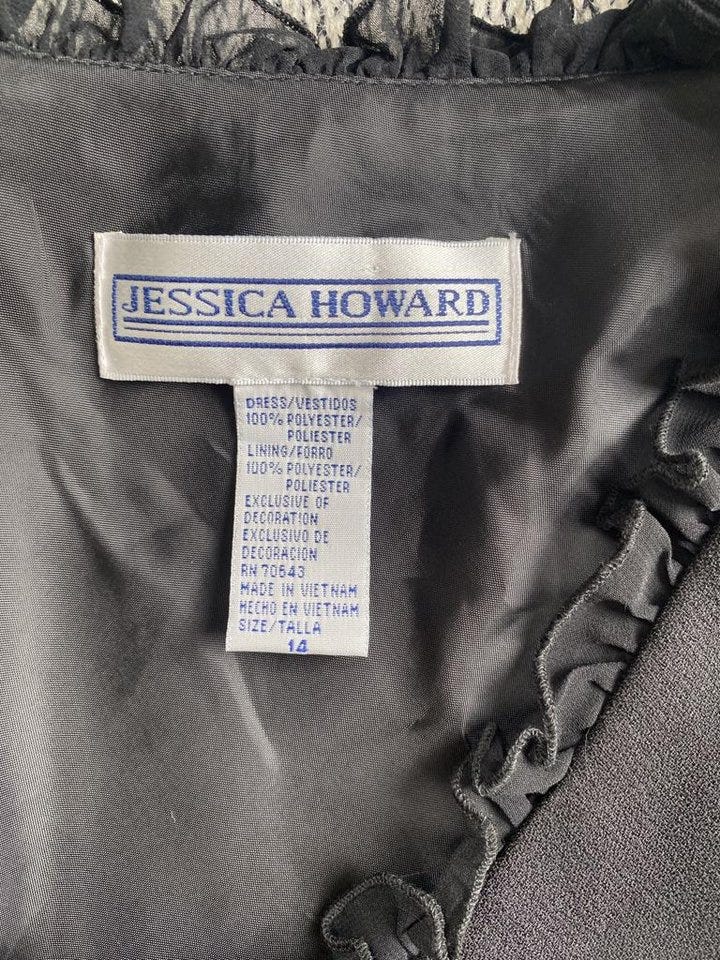 JESSICA HOWARD
DRESS/VESTIDOS
100% POLYESTER/
POLIESTER
LINING/FORRO
100% POLYESTER/
POLIESTER
EXCLUSIVE OF
DECORATION
EXCLUSIVO DE
DECORACION
RN 70543
MADE IN VIETNAM
HECHO EN VIETNAM
SIZE/TALLA
14